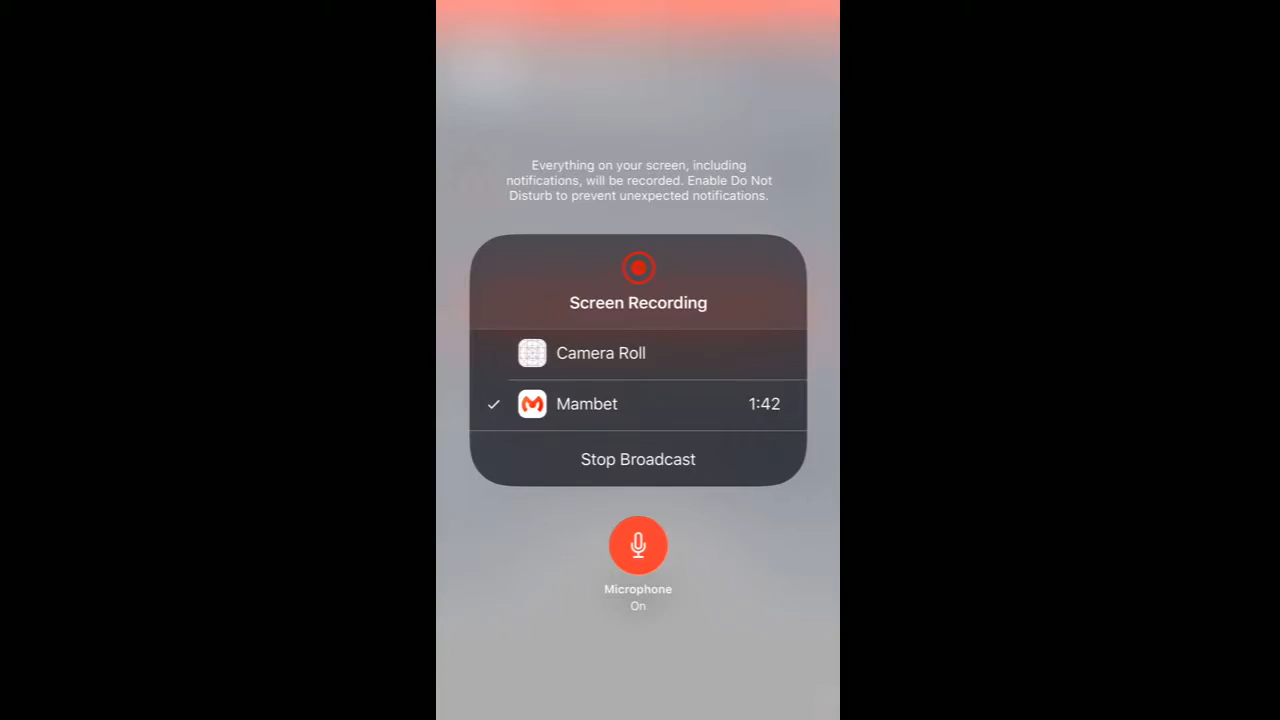 Everything on your screen, including
notifications, will be recorded. Enable Do Not
Disturb to prevent unexpected notifications.
Screen Recording
Camera Roll
Mambet 1:42
Stop Broadcast
Microphone
On